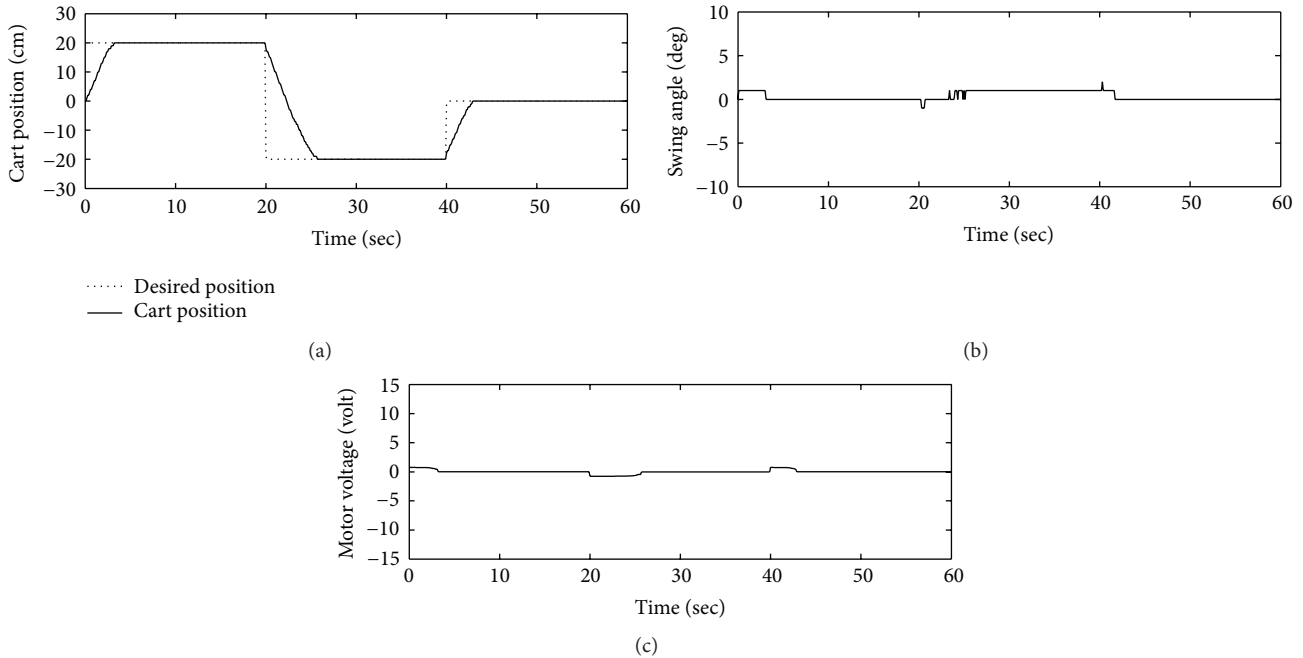 30
20
10
0
−10
−20
−30
Cart position (cm)
0 10 20 30 40 50 60
Time (sec)
Desired position
Cart position
(a)
10
5
0
−5
−10
Swing angle (deg)
0 10 20 30 40 50 60
Time (sec)
(b)
15
10
5
0
−5
−10
−15
Motor voltage (volt)
0 10 20 30 40 50 60
Time (sec)
(c)